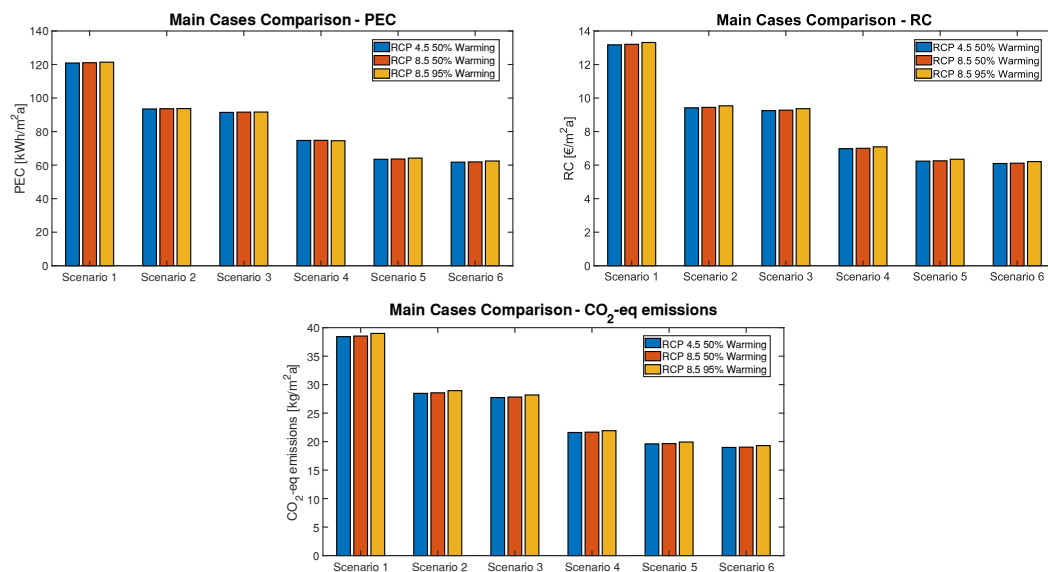 Main Cases Comparison - PEC
PEC [kWh/m²a]
140
120
100
80
60
40
20
0
RCP 4.5 50% Warming
RCP 8.5 50% Warming
RCP 8.5 95% Warming
Scenario 1 Scenario 2 Scenario 3 Scenario 4 Scenario 5 Scenario 6
Main Cases Comparison - RC
RC [€/m²a]
14
12
10
8
6
4
2
0
RCP 4.5 50% Warming
RCP 8.5 50% Warming
RCP 8.5 95% Warming
Scenario 1 Scenario 2 Scenario 3 Scenario 4 Scenario 5 Scenario 6
Main Cases Comparison - CO₂-eq emissions
CO₂-eq emissions [kg/m²a]
40
35
30
25
20
15
10
5
0
RCP 4.5 50% Warming
RCP 8.5 50% Warming
RCP 8.5 95% Warming
Scenario 1 Scenario 2 Scenario 3 Scenario 4 Scenario 5 Scenario 6